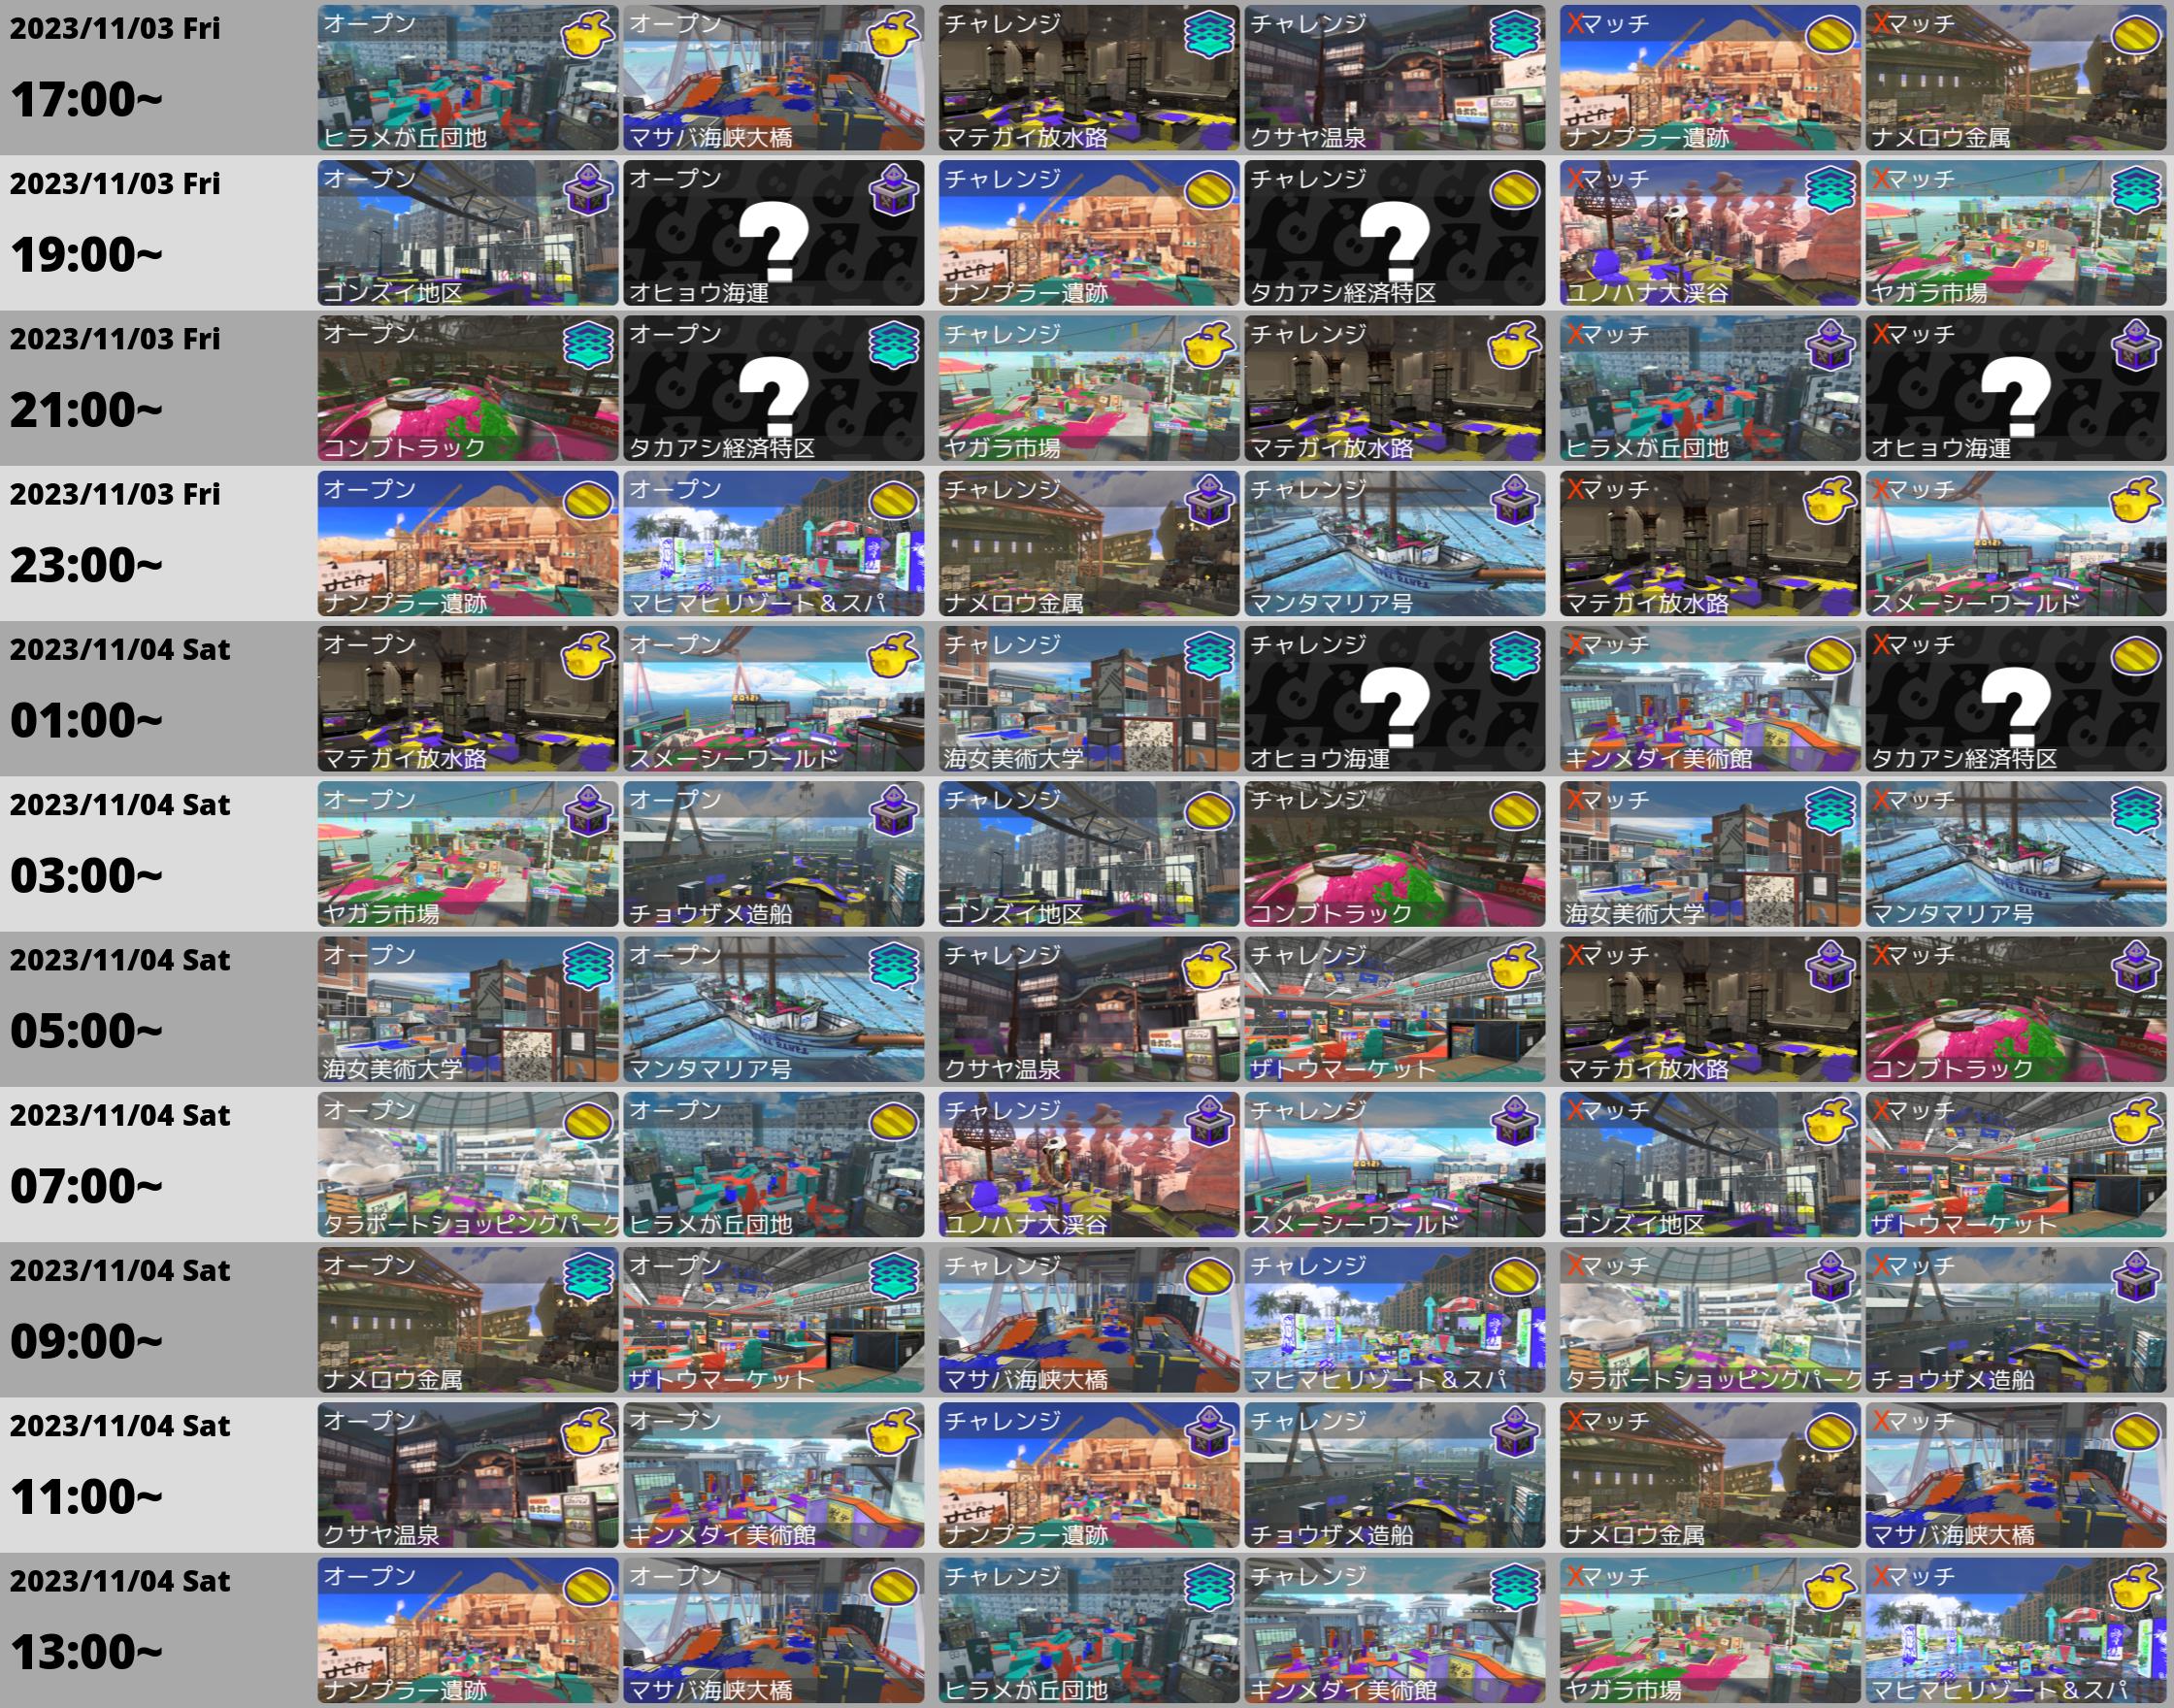 2023/11/03 Fri
17:00~
オープン
オープン
チャレンジ
チャレンジ
Xマッチ
Xマッチ
ヒラメが丘団地
マサバ海峡大橋
マテガイ放水路
クサヤ温泉
ナンプラー遺跡
ナメロウ金属
2023/11/03 Fri
19:00~
オープン
オープン
チャレンジ
チャレンジ
Xマッチ
Xマッチ
?
?
ゴンズイ地区
オヒョウ海運
ナンプラー遺跡
タカアシ経済特区
ユノハナ大渓谷
ヤガラ市場
2023/11/03 Fri
21:00~
オープン
オープン
チャレンジ
チャレンジ
Xマッチ
Xマッチ
?
?
コンブトラック
タカアシ経済特区
ヤガラ市場
マテガイ放水路
ヒラメが丘団地
オヒョウ海運
2023/11/03 Fri
23:00~
オープン
オープン
チャレンジ
チャレンジ
Xマッチ
Xマッチ
ナンプラー遺跡
マヒマヒリゾート＆スパ
ナメロウ金属
マンタマリア号
マテガイ放水路
スメーシーワールド
2023/11/04 Sat
01:00~
オープン
オープン
チャレンジ
チャレンジ
Xマッチ
Xマッチ
?
?
マテガイ放水路
スメーシーワールド
海女美術大学
オヒョウ海運
キンメダイ美術館
タカアシ経済特区
2023/11/04 Sat
03:00~
オープン
オープン
チャレンジ
チャレンジ
Xマッチ
Xマッチ
ヤガラ市場
チョウザメ造船
ゴンズイ地区
コンブトラック
海女美術大学
マンタマリア号
2023/11/04 Sat
05:00~
オープン
オープン
チャレンジ
チャレンジ
Xマッチ
Xマッチ
海女美術大学
マンタマリア号
クサヤ温泉
ザトウマーケット
マテガイ放水路
コンブトラック
2023/11/04 Sat
07:00~
オープン
オープン
チャレンジ
チャレンジ
Xマッチ
Xマッチ
タラポートショッピングパーク
ヒラメが丘団地
ユノハナ大渓谷
スメーシーワールド
ゴンズイ地区
ザトウマーケット
2023/11/04 Sat
09:00~
オープン
オープン
チャレンジ
チャレンジ
Xマッチ
Xマッチ
ナメロウ金属
ザトウマーケット
マサバ海峡大橋
マヒマヒリゾート＆スパ
タラポートショッピングパーク
チョウザメ造船
2023/11/04 Sat
11:00~
オープン
オープン
チャレンジ
チャレンジ
Xマッチ
Xマッチ
クサヤ温泉
キンメダイ美術館
ナンプラー遺跡
チョウザメ造船
ナメロウ金属
マサバ海峡大橋
2023/11/04 Sat
13:00~
オープン
オープン
チャレンジ
チャレンジ
Xマッチ
Xマッチ
ナンプラー遺跡
マサバ海峡大橋
ヒラメが丘団地
キンメダイ美術館
ヤガラ市場
マヒマヒリゾート＆スパ